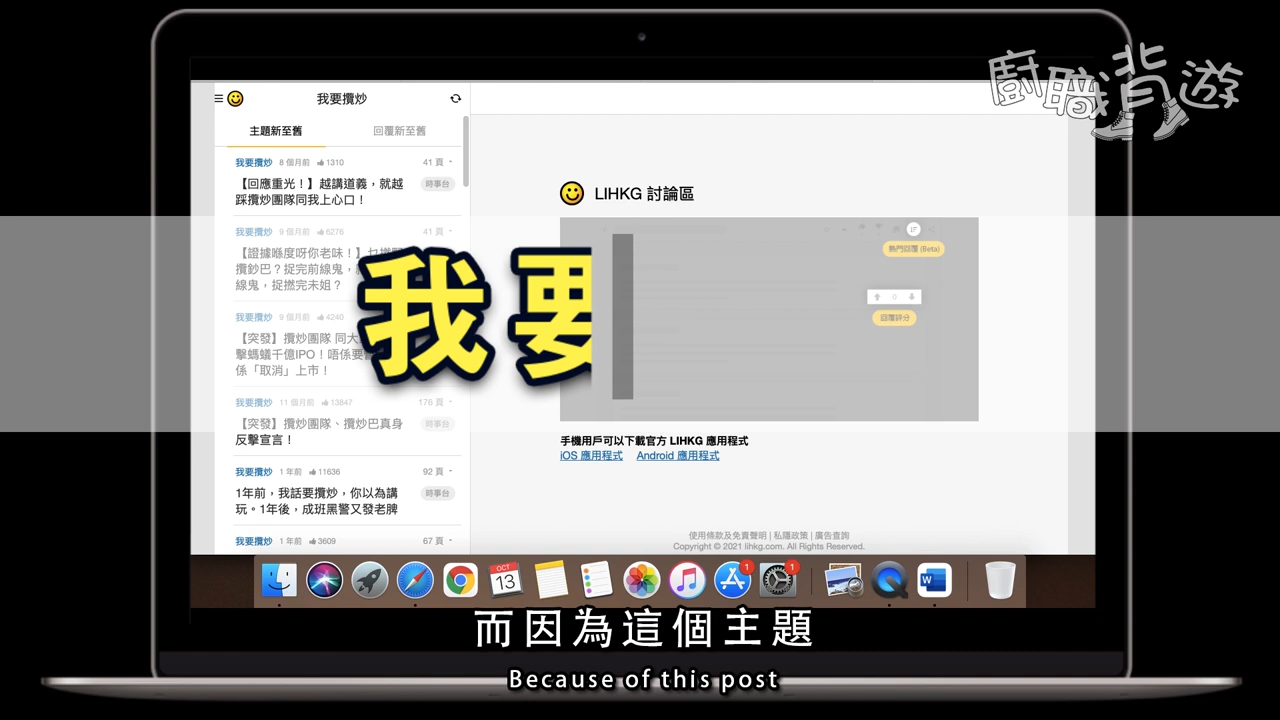 廚職背遊
我要攬炒
主題新至舊
回覆新至舊
我要攬炒 8 個月前 1310 41 頁
【回應重光！】越講道義，就越
踩攬炒團隊同我上心口！
時事台
我要攬炒 9 個月前 6278 41 頁
【證據喺度呀你老味！】
攬鈔巴？捉完前線鬼，
線鬼，捉撚完未姐？
我要攬炒 9 個月前 4240
【突發】攬炒團隊 同大
擊螞蟻千億IPO！唔係要
係「取消」上市！
我要攬炒 11 個月前 13847 176 頁
【突發】攬炒團隊、攬炒巴真身
反擊宣言！
時事台
我要攬炒 1 年前 11636 92 頁
1年前，我話要攬炒，你以為講
玩。1年後，成班黑警又發老脾
時事台
我要攬炒 1 年前 3609 67 頁
LIHKG 討論區
熱門回覆 (Beta)
0
回覆評分
我要
手機用戶可以下載官方 LIHKG 應用程式
iOS 應用程式 Android 應用程式
使用條款及免責聲明 | 私隱政策 | 廣告查詢
Copyright © 2021 lihkg.com. All Rights Reserved.
OCT
13
1
1
W
而因為這個主題
Because of this post